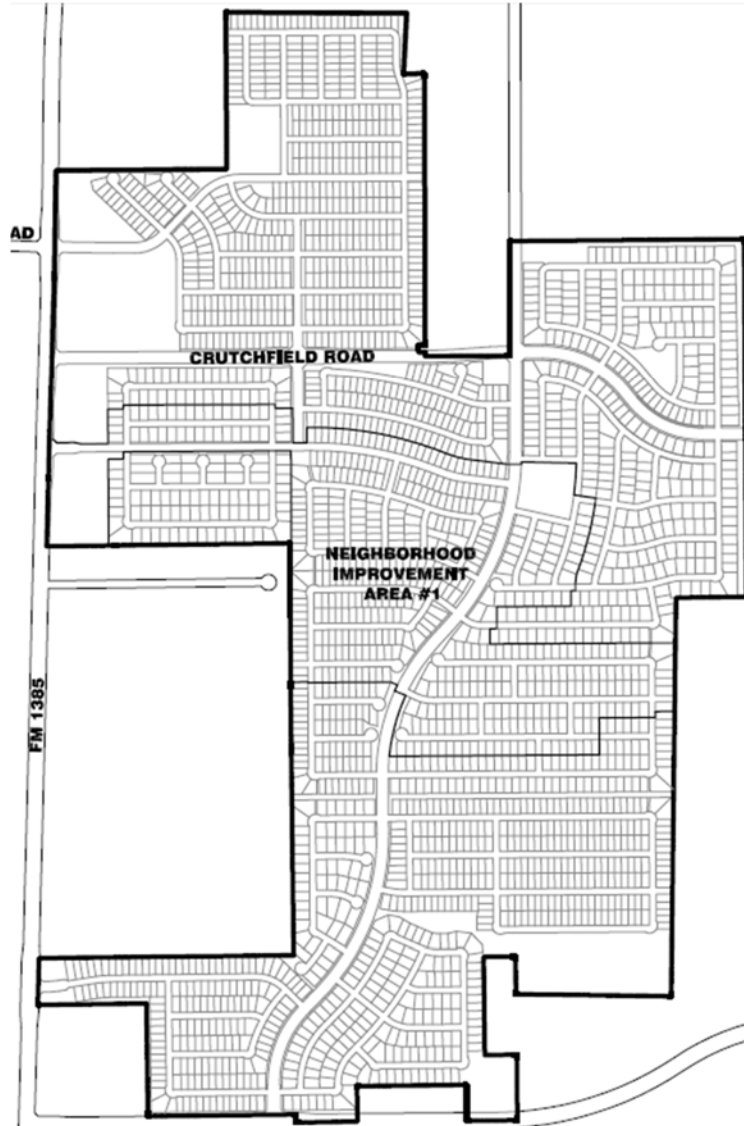 AD
CRUTCHFIELD ROAD
NEIGHBORHOOD
IMPROVEMENT
AREA #1
FM 1385